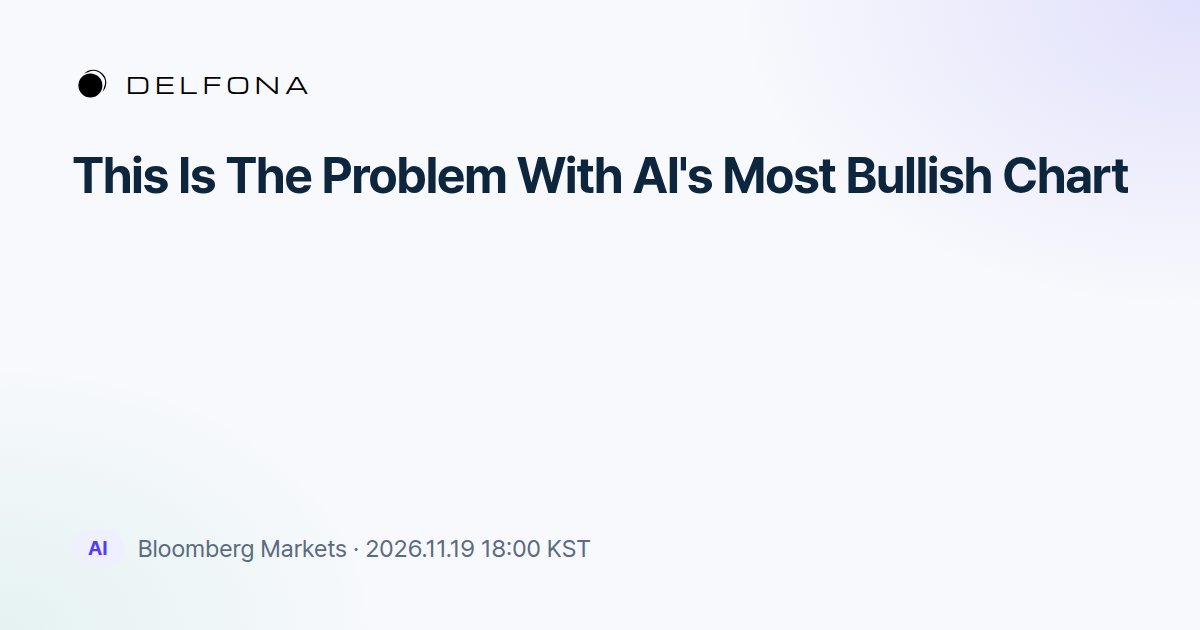 DELFONA
This Is The Problem With AI's Most Bullish Chart
AI Bloomberg Markets · 2026.11.19 18:00 KST